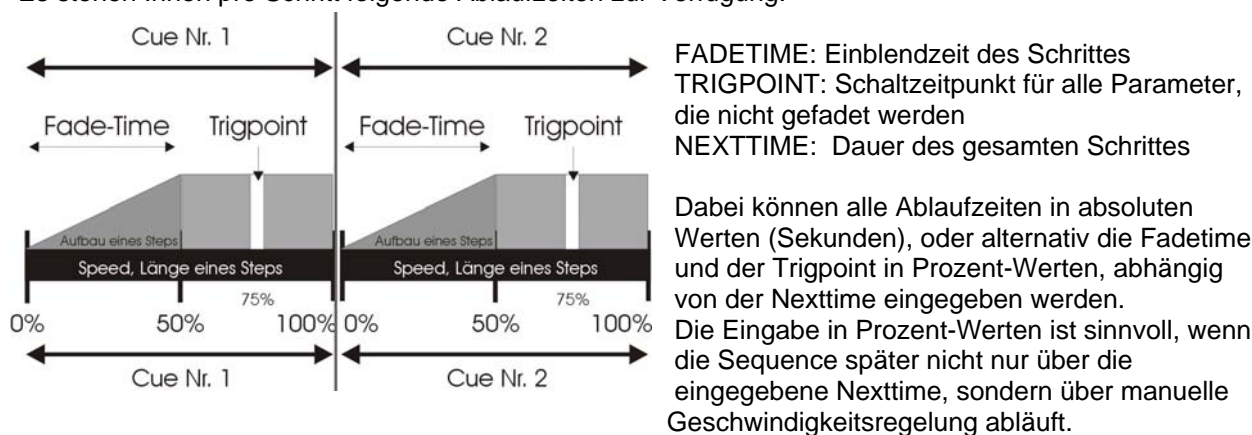 Cue Nr. 1
Cue Nr. 2
Fade-Time
Trigpoint
Fade-Time
Trigpoint
Aufbau eines Steps
Aufbau eines Steps
Speed, Länge eines Steps
Speed, Länge eines Steps
75%
75%
0%
50%
100%
0%
50%
100%
Cue Nr. 1
Cue Nr. 2
FADETIME: Einblendzeit des Schrittes
TRIGPOINT: Schaltzeitpunkt für alle Parameter,
die nicht gefadet werden
NEXTTIME: Dauer des gesamten Schrittes
Dabei können alle Ablaufzeiten in absoluten
Werten (Sekunden), oder alternativ die Fadetime
und der Trigpoint in Prozent-Werten, abhängig
von der Nexttime eingegeben werden.
Die Eingabe in Prozent-Werten ist sinnvoll, wenn
die Sequence später nicht nur über die
eingegebene Nexttime, sondern über manuelle
Geschwindigkeitsregelung abläuft.